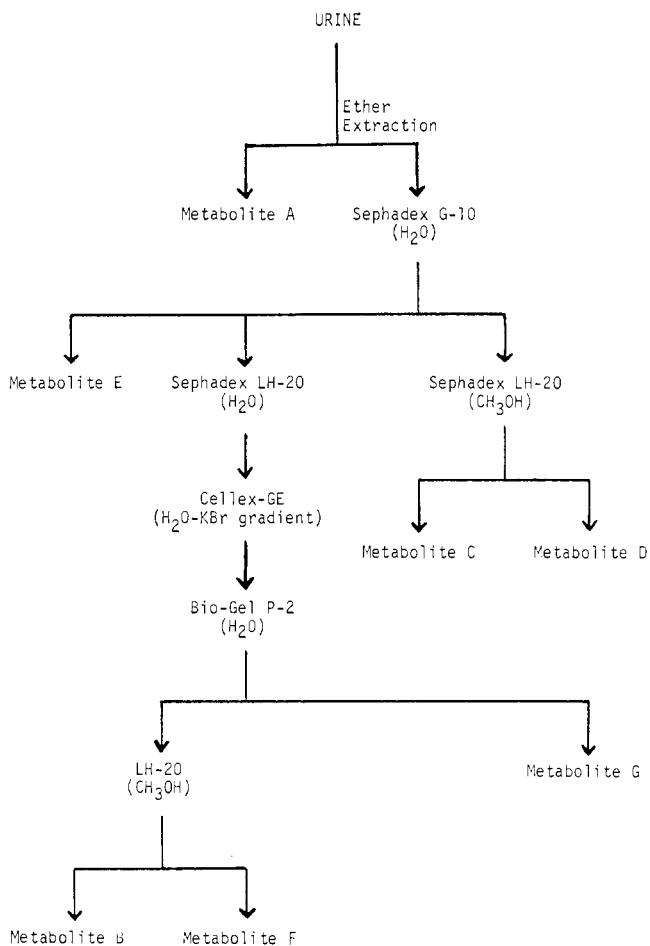 URINE
Ether
Extraction
Metabolite A
Sephadex G-10
(H2O)
Metabolite E
Sephadex LH-20
(H2O)
Sephadex LH-20
(CH3OH)
Cellex-GE
(H2O-KBr gradient)
Metabolite C
Metabolite D
Bio-Gel P-2
(H2O)
LH-20
(CH3OH)
Metabolite G
Metabolite B
Metabolite F